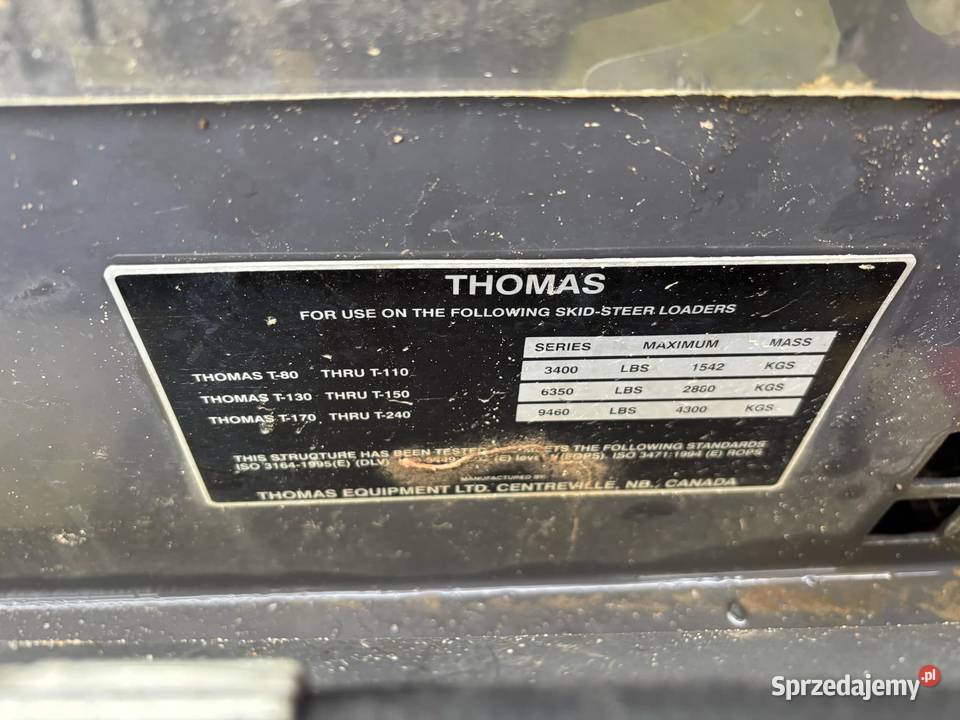 THOMAS
FOR USE ON THE FOLLOWING SKID-STEER LOADERS
SERIES MAXIMUM MASS
THOMAS T-80 THRU T-110 3400 LBS 1542 KGS
THOMAS T-130 THRU T-150 6350 LBS 2880 KGS
THOMAS T-170 THRU T-240 9460 LBS 4300 KGS
THIS STRUCTURE HAS BEEN TESTED THE FOLLOWING STANDARDS
ISO 3164-1995(E) (DLV) (E) level (FOPS), ISO 3471:1994 (E) ROPS
MANUFACTURED BY
THOMAS EQUIPMENT LTD. CENTREVILLE, NB., CANADA
Sprzedajemy.pl